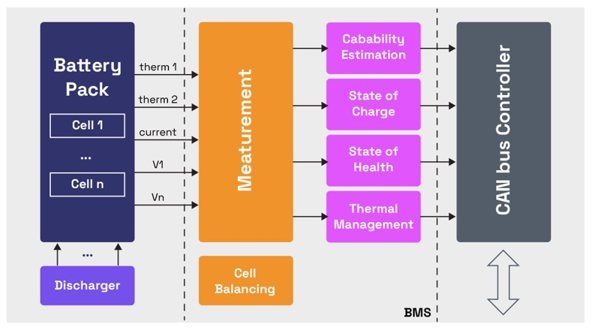 Battery
Pack
Cell 1
...
Cell n
...
Discharger
therm 1
therm 2
current
V1
Vn
Meaturement
Cell
Balancing
Cabability
Estimation
State of
Charge
State of
Health
Thermal
Management
CAN bus Controller
BMS